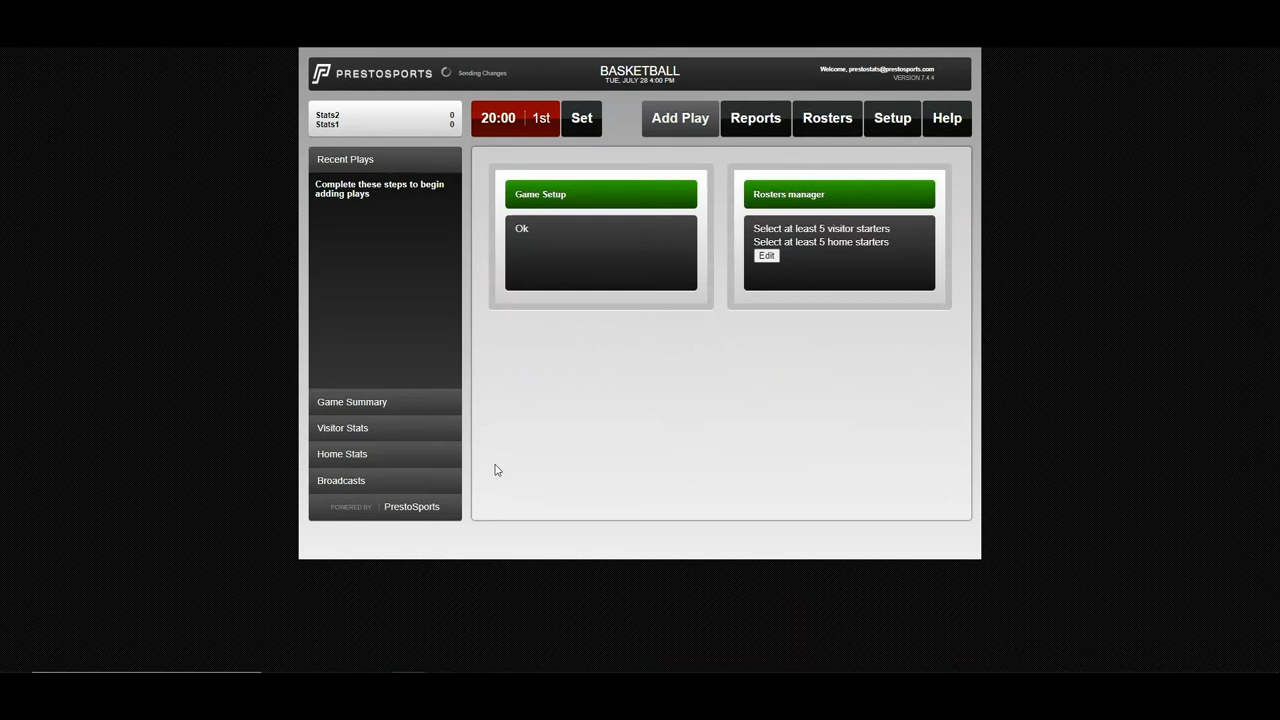 PRESTOSPORTS
Sending Changes
BASKETBALL
TUE, JULY 28 4:00 PM
Welcome, prestostats@prestosports.com
VERSION 7.4.4
Stats2 0
Stats1 0
20:00 1st
Set
Add Play
Reports
Rosters
Setup
Help
Recent Plays
Complete these steps to begin
adding plays
Game Setup
Ok
Rosters manager
Select at least 5 visitor starters
Select at least 5 home starters
Edit
Game Summary
Visitor Stats
Home Stats
Broadcasts
POWERED BY PrestoSports